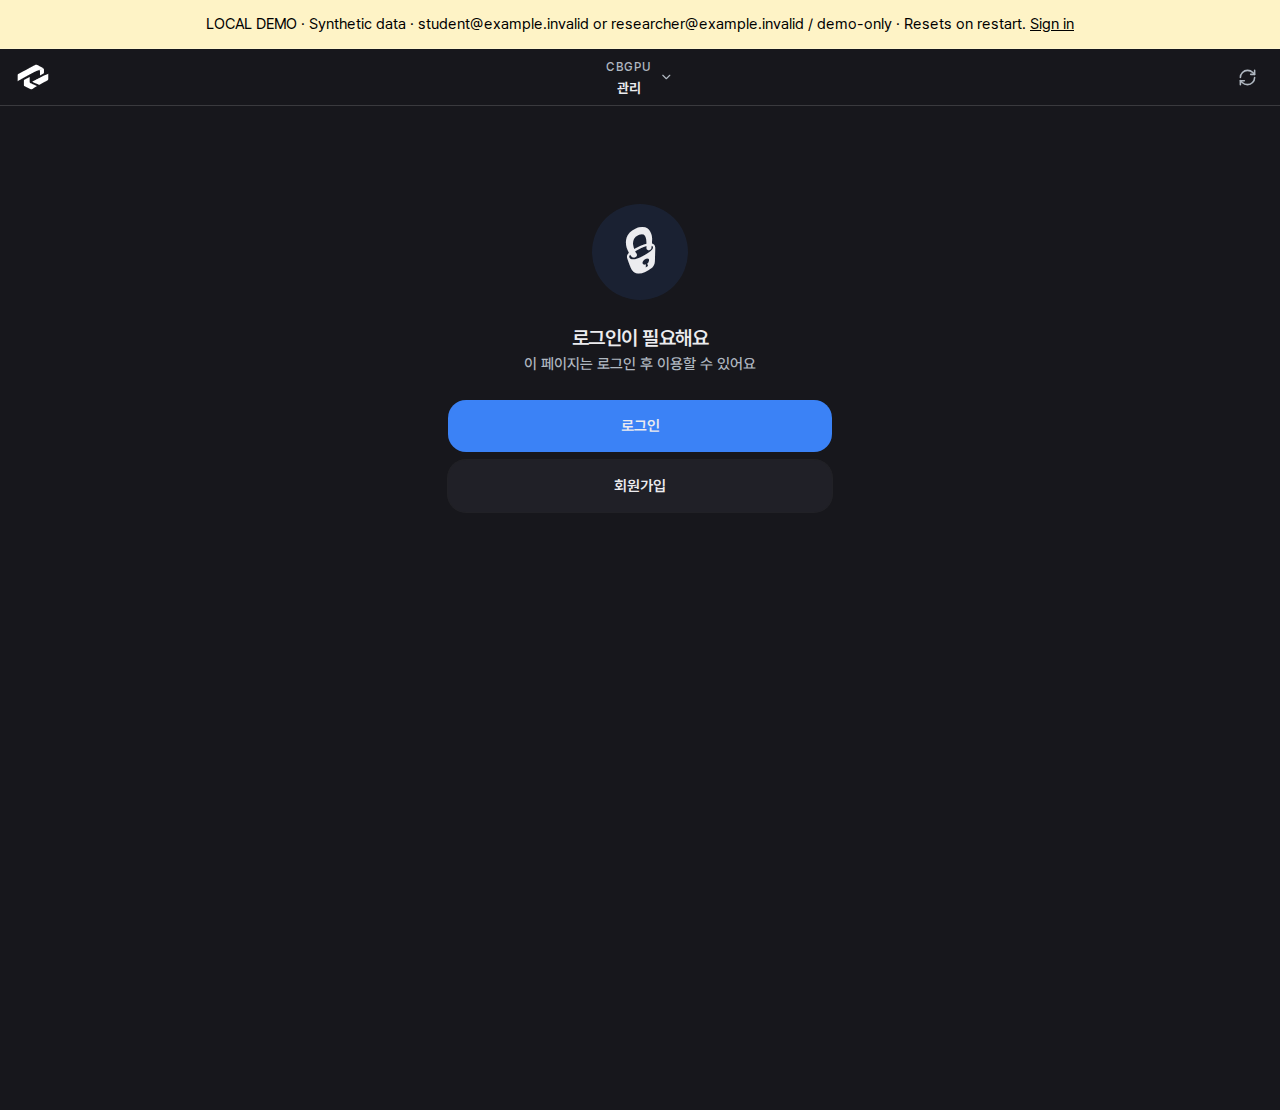 LOCAL DEMO · Synthetic data · student@example.invalid or researcher@example.invalid / demo-only · Resets on restart. Sign in
CBGPU
관리
로그인이 필요해요
이 페이지는 로그인 후 이용할 수 있어요
로그인
회원가입